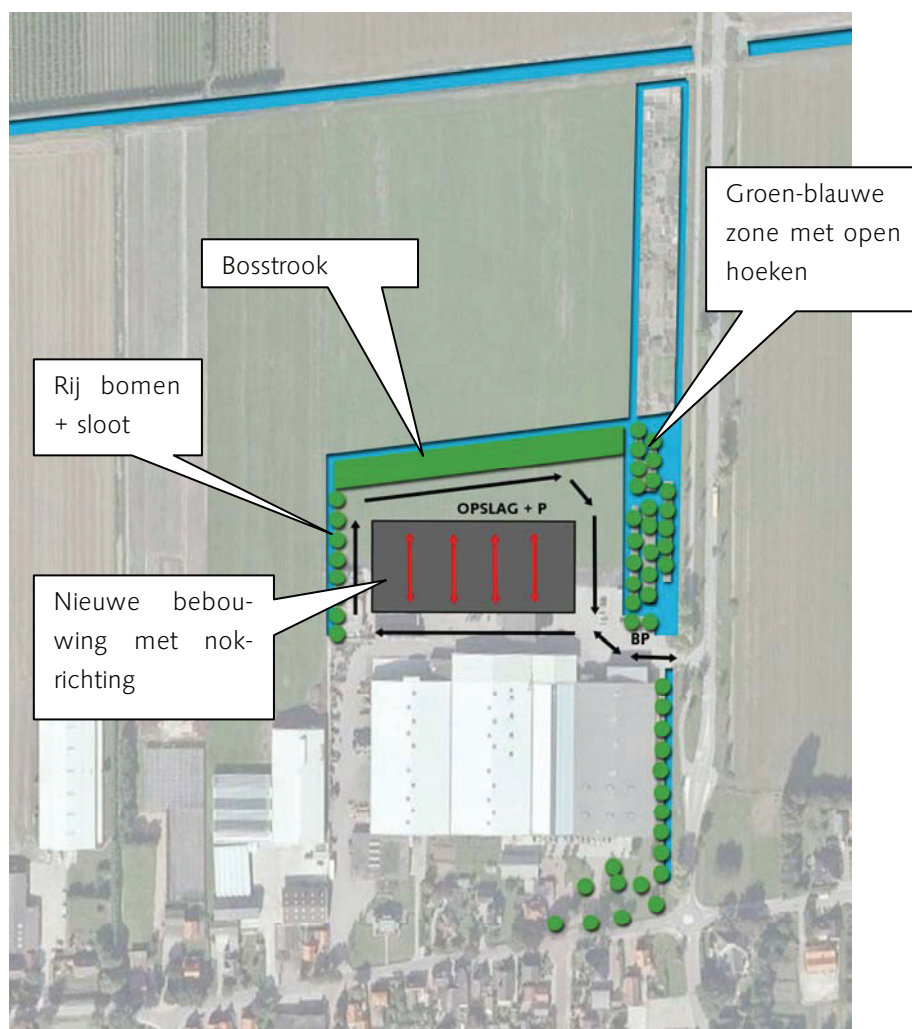 Groen-blauwe
zone met open
hoeken
Bosstrook
Rij bomen
+ sloot
OPSLAG + P
Nieuwe bebou-
wing met nok-
richting
BP